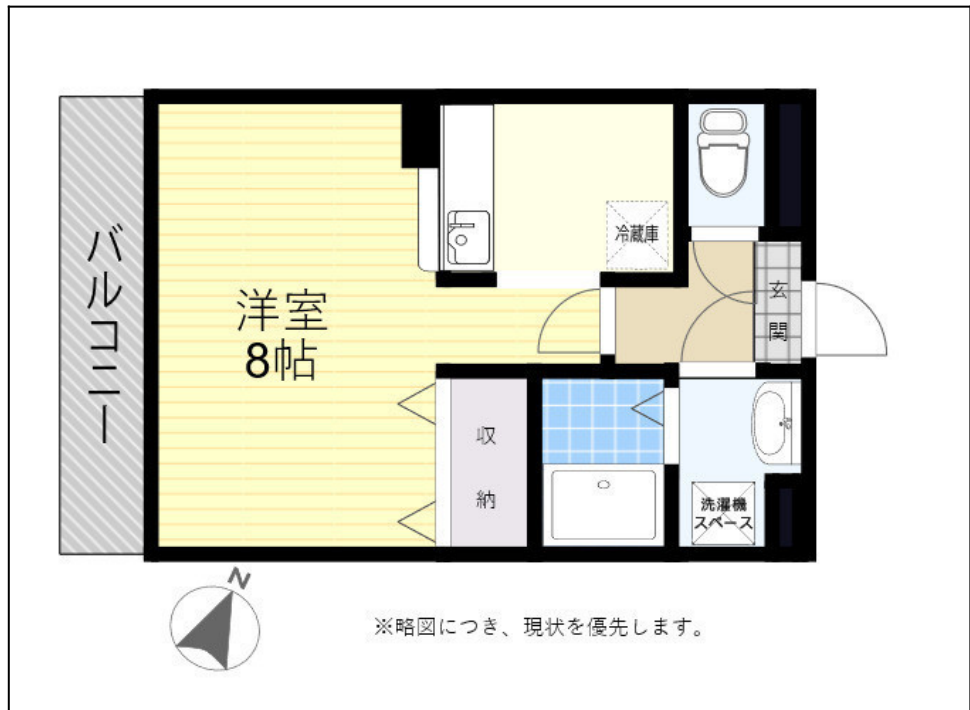 バルコニー
洋室
8帖
冷蔵庫
玄関
収納
洗濯機
スペース
N
※略図につき、現状を優先します。